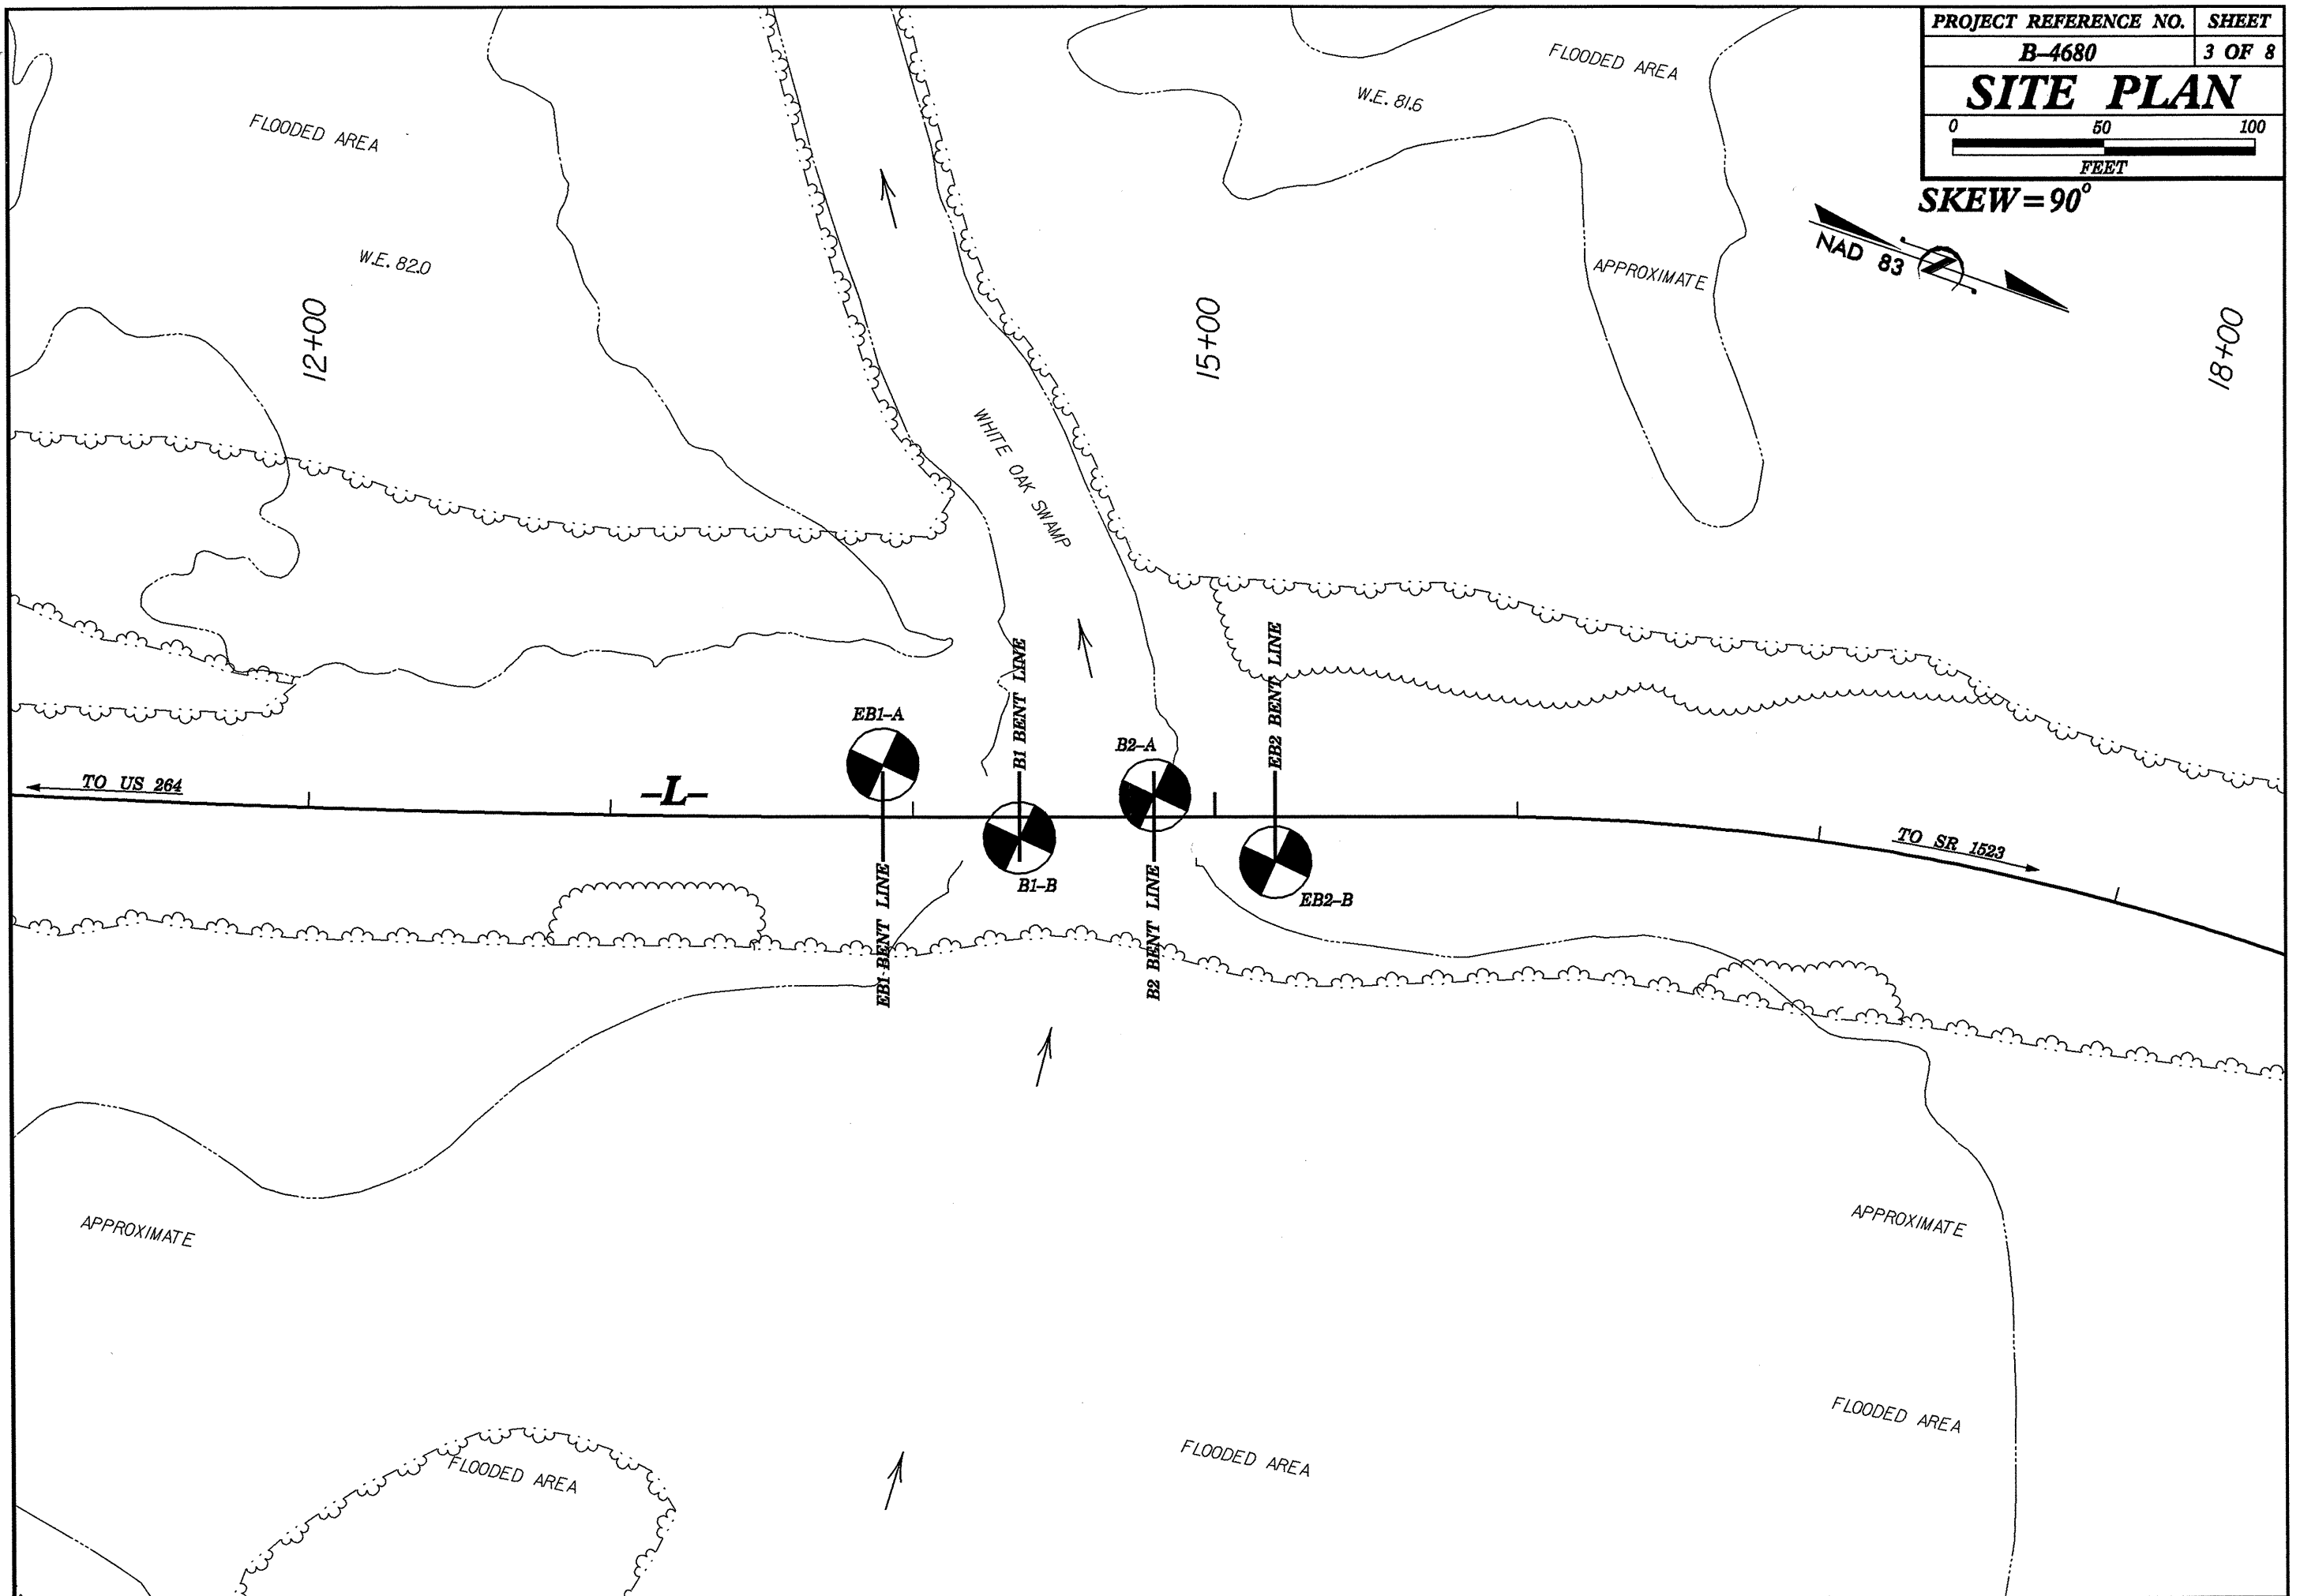 PROJECT REFERENCE NO. SHEET
B-4680 3 OF 8
SITE PLAN
0 50 100
FEET
SKEW = 90°
NAD 83
FLOODED AREA
FLOODED AREA
W.E. 81.6
W.E. 82.0
APPROXIMATE
12+00
15+00
18+00
WHITE OAK SWAMP
B1 BENT LINE
EB2 BENT LINE
EB1-A
B2-A
TO US 264
-L-
TO SR 1523
B1-B
EB2-B
EB1 BENT LINE
B2 BENT LINE
APPROXIMATE
APPROXIMATE
FLOODED AREA
FLOODED AREA
FLOODED AREA